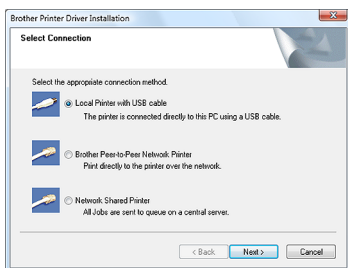 Brother Printer Driver Installation
Select Connection
Select the appropiate connection method.
Local Printer with USB cable
The printer is connected directly to this PC using a USB cable.
Brother Peer-to-Peer Network Printer
Print directly to the printer over the network.
Network Shared Printer
All Jobs are sent to queue on a central server.
< Back
Next >
Cancel